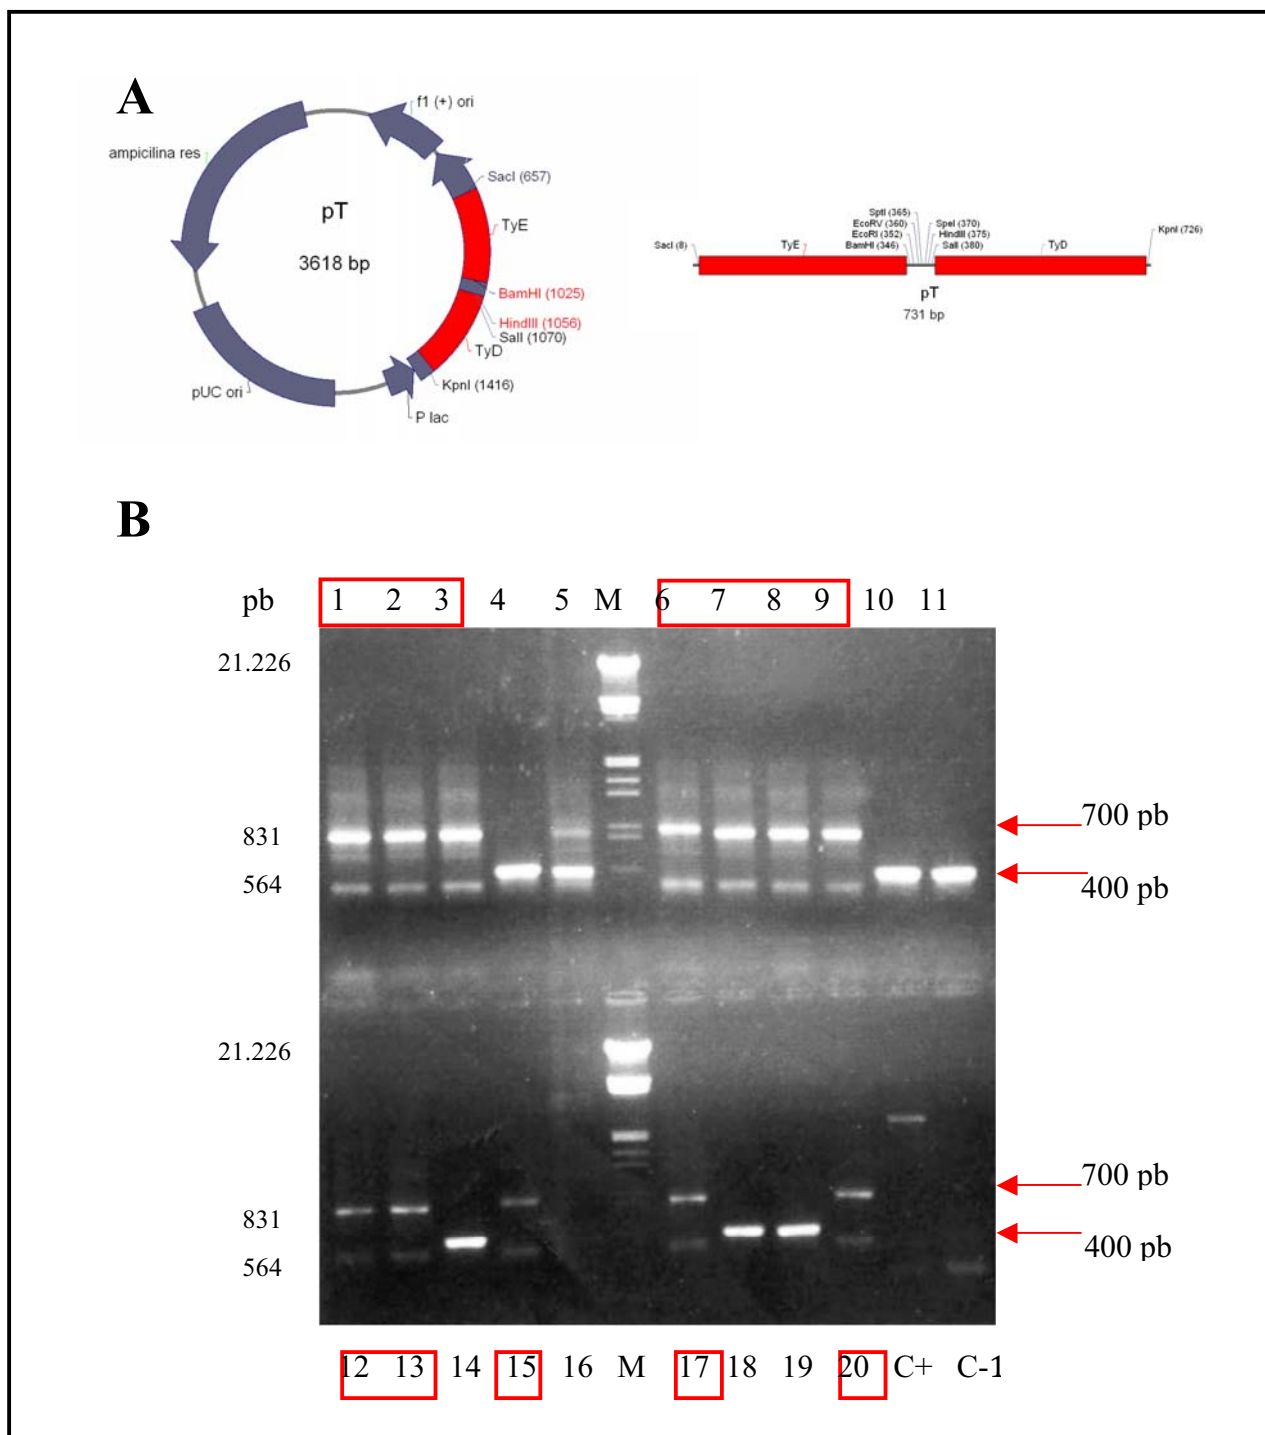 A
f1 (+) ori
ampicilina res
SacI (657)
pT
TyE
3618 bp
BamHI (1025)
HindIII (1056)
SalI (1070)
TyD
KpnI (1416)
pUC ori
P lac
SptI (365)
EcoRV (360) SpeI (370)
EcoRI (352) HindIII (375)
SacI (8) TyE BamHI (346) SalI (380) TyD KpnI (726)
pT
731 bp
B
pb 1 2 3 4 5 M 6 7 8 9 10 11
21.226
831 700 pb
564 400 pb
21.226
700 pb
831
400 pb
564
12 13 14 15 16 M 17 18 19 20 C+ C-1